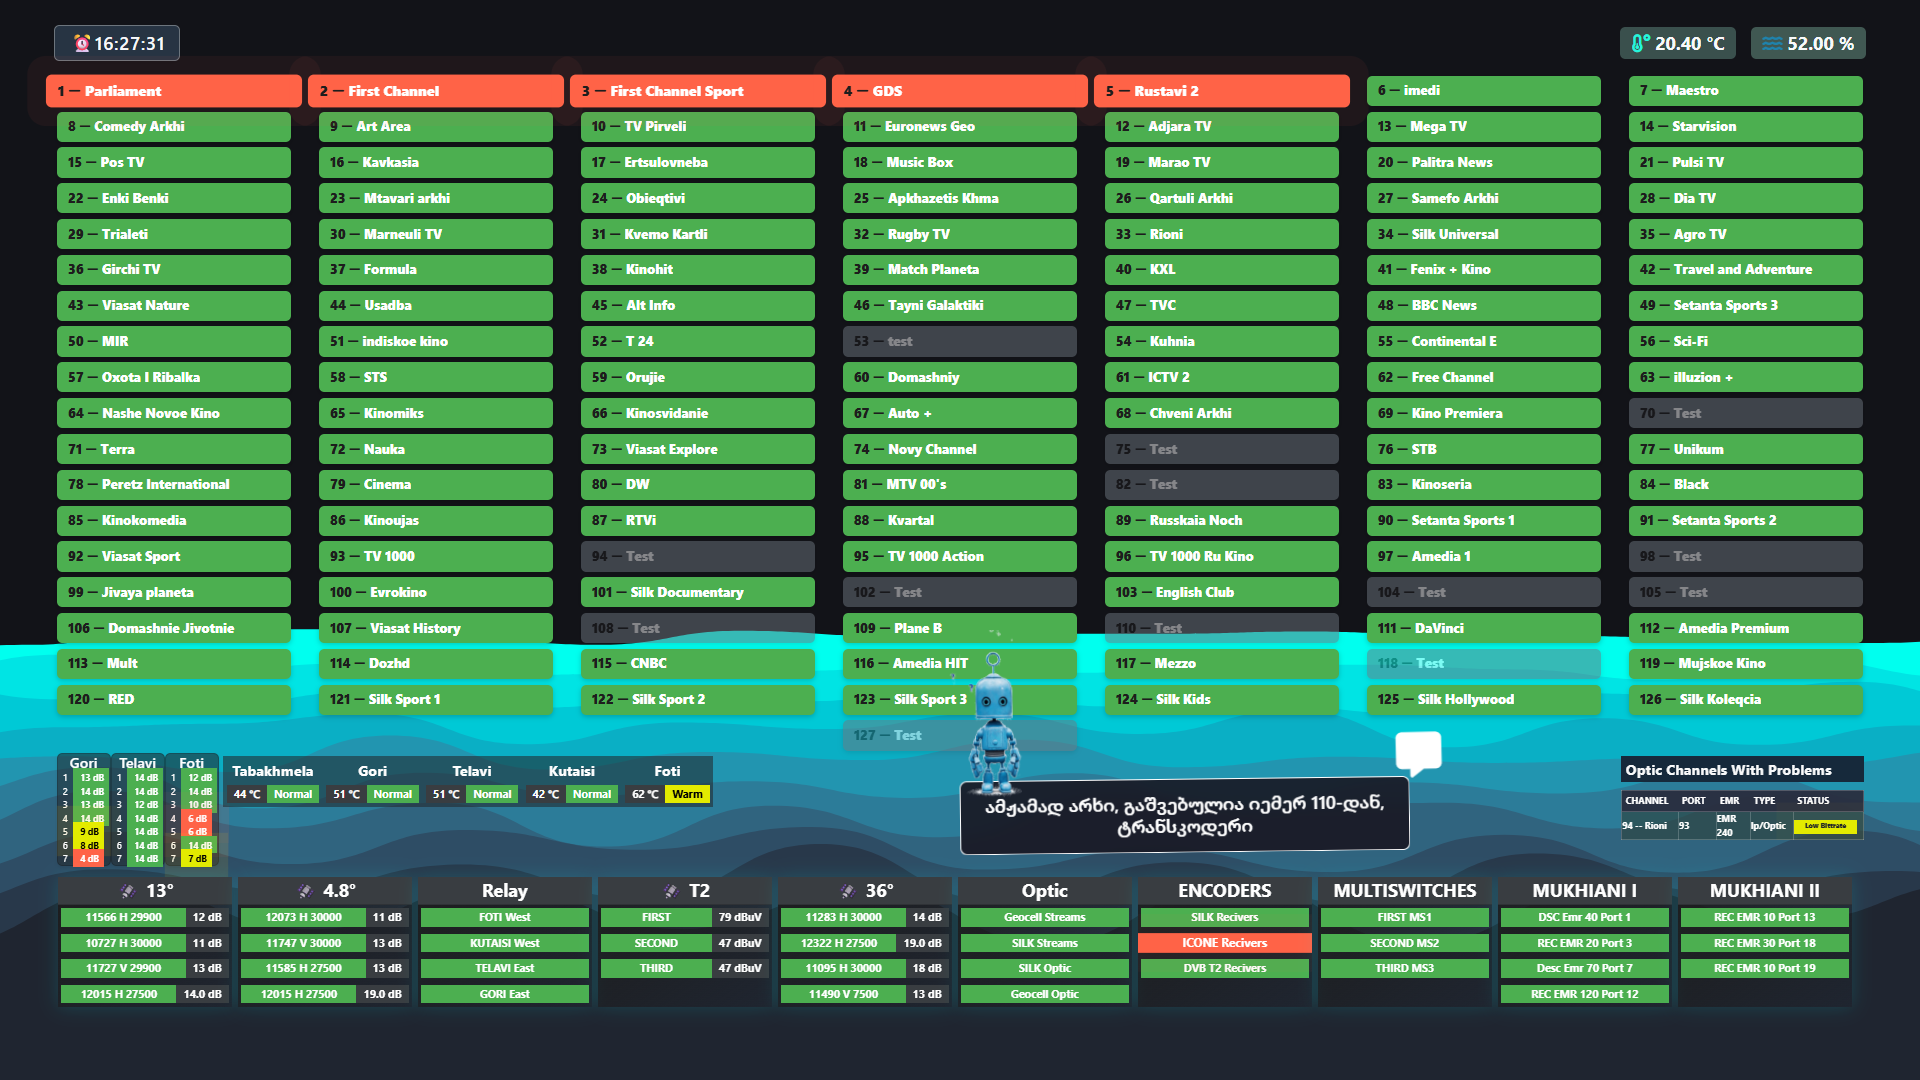 16:27:31
20.40 °C
52.00 %
1 — Parliament
2 — First Channel
3 — First Channel Sport
4 — GDS
5 — Rustavi 2
6 — imedi
7 — Maestro
8 — Comedy Arkhi
9 — Art Area
10 — TV Pirveli
11 — Euronews Geo
12 — Adjara TV
13 — Mega TV
14 — Starvision
15 — Pos TV
16 — Kavkasia
17 — Ertsulovneba
18 — Music Box
19 — Marao TV
20 — Palitra News
21 — Pulsi TV
22 — Enki Benki
23 — Mtavari arkhi
24 — Obieqtivi
25 — Apkhazetis Khma
26 — Qartuli Arkhi
27 — Samefo Arkhi
28 — Dia TV
29 — Trialeti
30 — Marneuli TV
31 — Kvemo Kartli
32 — Rugby TV
33 — Rioni
34 — Silk Universal
35 — Agro TV
36 — Girchi TV
37 — Formula
38 — Kinohit
39 — Match Planeta
40 — KXL
41 — Fenix + Kino
42 — Travel and Adventure
43 — Viasat Nature
44 — Usadba
45 — Alt Info
46 — Tayni Galaktiki
47 — TVC
48 — BBC News
49 — Setanta Sports 3
50 — MIR
51 — indiskoe kino
52 — T 24
53 — test
54 — Kuhnia
55 — Continental E
56 — Sci-Fi
57 — Oxota I Ribalka
58 — STS
59 — Orujie
60 — Domashniy
61 — ICTV 2
62 — Free Channel
63 — illuzion +
64 — Nashe Novoe Kino
65 — Kinomiks
66 — Kinosvidanie
67 — Auto +
68 — Chveni Arkhi
69 — Kino Premiera
70 — Test
71 — Terra
72 — Nauka
73 — Viasat Explore
74 — Novy Channel
75 — Test
76 — STB
77 — Unikum
78 — Peretz International
79 — Cinema
80 — DW
81 — MTV 00's
82 — Test
83 — Kinoseria
84 — Black
85 — Kinokomedia
86 — Kinoujas
87 — RTVi
88 — Kvartal
89 — Russkaia Noch
90 — Setanta Sports 1
91 — Setanta Sports 2
92 — Viasat Sport
93 — TV 1000
94 — Test
95 — TV 1000 Action
96 — TV 1000 Ru Kino
97 — Amedia 1
98 — Test
99 — Jivaya planeta
100 — Evrokino
101 — Silk Documentary
102 — Test
103 — English Club
104 — Test
105 — Test
106 — Domashnie Jivotnie
107 — Viasat History
108 — Test
109 — Plane B
110 — Test
111 — DaVinci
112 — Amedia Premium
113 — Mult
114 — Dozhd
115 — CNBC
116 — Amedia HIT
117 — Mezzo
118 — Test
119 — Mujskoe Kino
120 — RED
121 — Silk Sport 1
122 — Silk Sport 2
123 — Silk Sport 3
124 — Silk Kids
125 — Silk Hollywood
126 — Silk Koleqcia
127 — Test
Gori Telavi Foti
1 13 dB 1 14 dB 1 12 dB
2 14 dB 2 14 dB 2 14 dB
3 13 dB 3 12 dB 3 10 dB
4 14 dB 4 14 dB 4 6 dB
5 9 dB 5 14 dB 5 6 dB
6 8 dB 6 14 dB 6 14 dB
7 4 dB 7 14 dB 7 7 dB
Tabakhmela Gori Telavi Kutaisi Foti
44 °C Normal 51 °C Normal 51 °C Normal 42 °C Normal 62 °C Warm
ამჟამად არხი, გაშვებულია იემერ 110-დან,
ტრანსკოდერი
Optic Channels With Problems
CHANNEL PORT EMR TYPE STATUS
94 -- Rioni 93 EMR 240 Ip/Optic Low Bitrate
13° 4.8° Relay T2 36° Optic ENCODERS MULTISWITCHES MUKHIANI I MUKHIANI II
11566 H 29900 12 dB 12073 H 30000 11 dB FOTI West FIRST 79 dBuV 11283 H 30000 14 dB Geocell Streams SILK Recivers FIRST MS1 DSC Emr 40 Port 1 REC EMR 10 Port 13
10727 H 30000 11 dB 11747 V 30000 13 dB KUTAISI West SECOND 47 dBuV 12322 H 27500 19.0 dB SILK Streams ICONE Recivers SECOND MS2 REC EMR 20 Port 3 REC EMR 30 Port 18
11727 V 29900 13 dB 11585 H 27500 13 dB TELAVI East THIRD 47 dBuV 11095 H 30000 18 dB SILK Optic DVB T2 Recivers THIRD MS3 Desc Emr 70 Port 7 REC EMR 10 Port 19
12015 H 27500 14.0 dB 12015 H 27500 19.0 dB GORI East 11490 V 7500 13 dB Geocell Optic REC EMR 120 Port 12